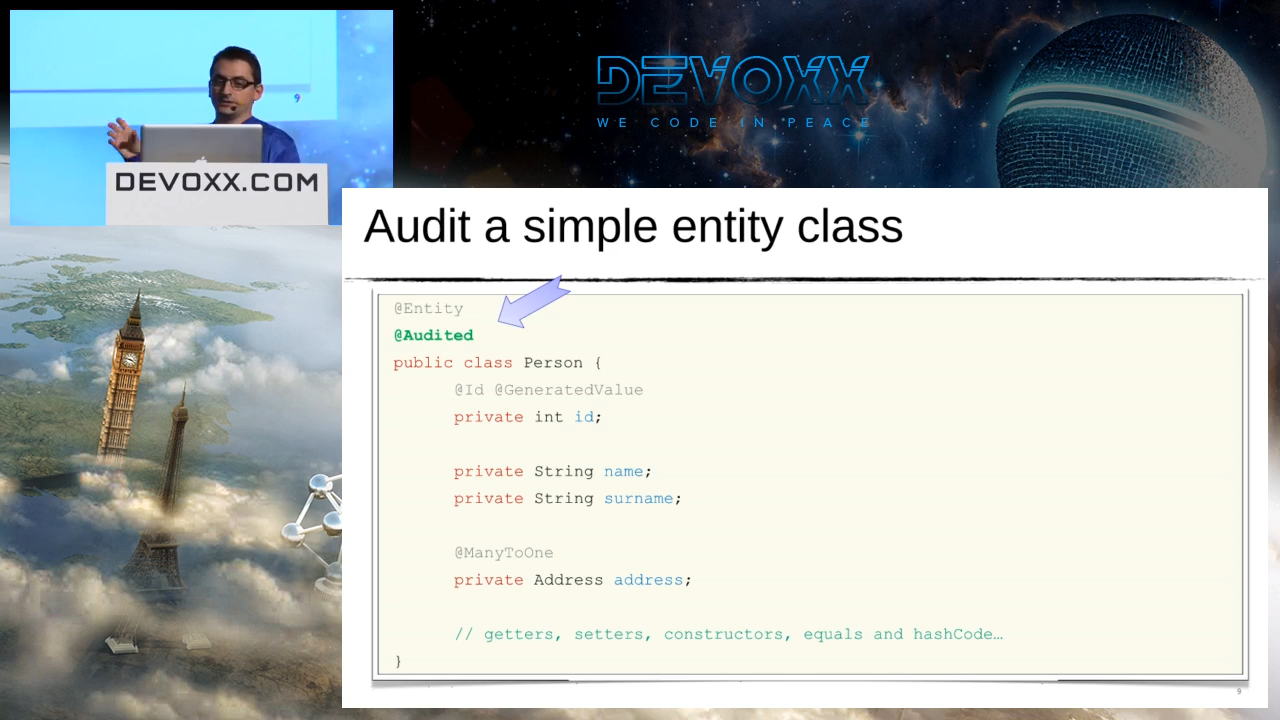 9
DEVOXX.COM
DEVOXX
WE CODE IN PEACE
Audit a simple entity class
@Entity
@Audited
public class Person {
@Id @GeneratedValue
private int id;
private String name;
private String surname;
@ManyToOne
private Address address;
// getters, setters, constructors, equals and hashCode…
}
9